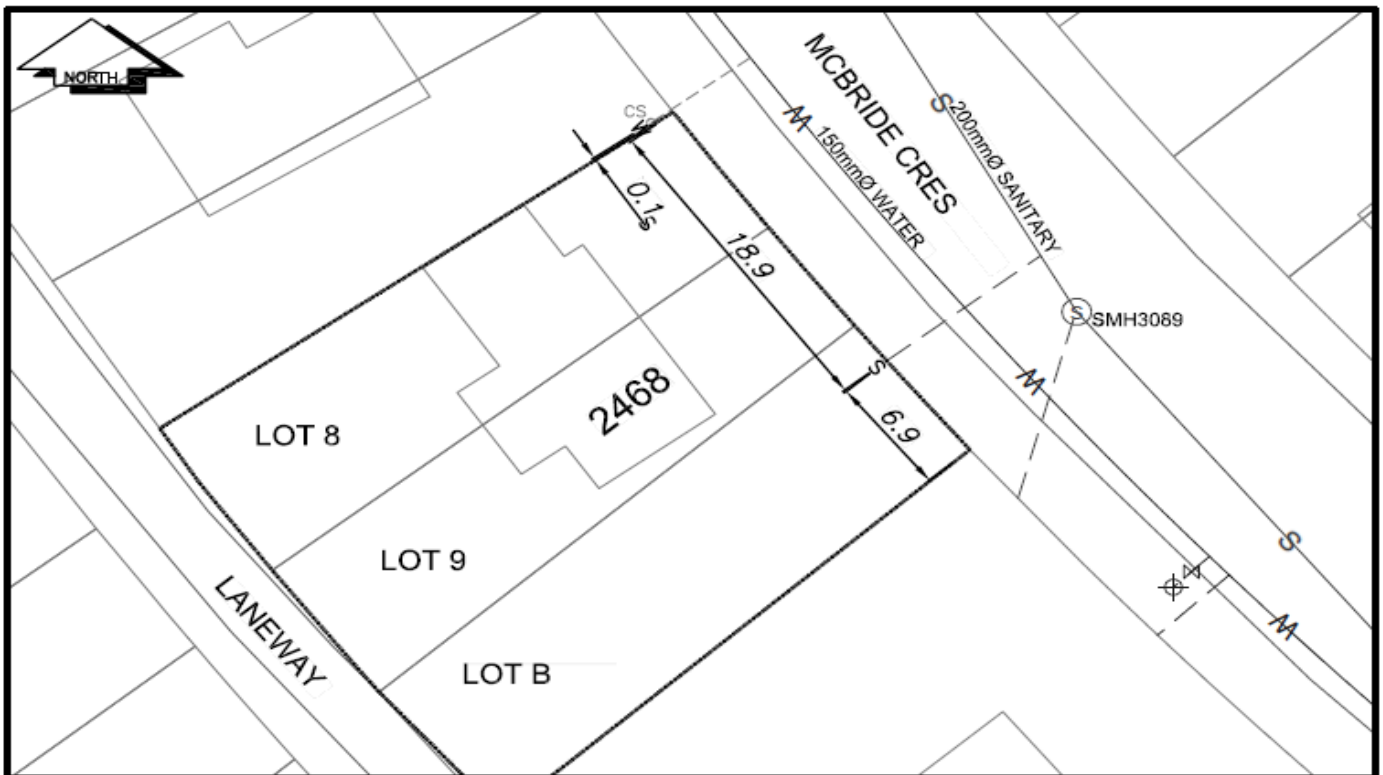 NORTH
MCBRIDE CRES
S
200mmØ SANITARY
W
150mmØ WATER
CS
W
0.1
S
18.9
S
SMH3089
S
W
6.9
2468
LOT 8
LOT 9
S
W
LANEWAY
LOT B